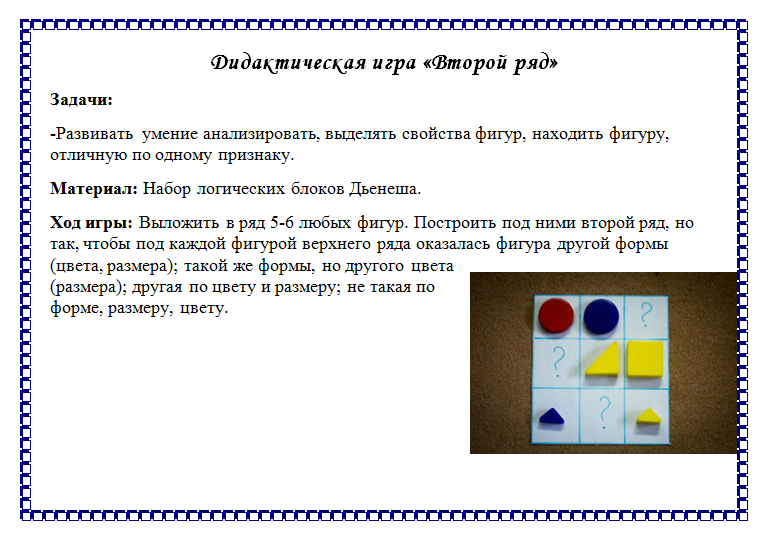 Дидактическая игра «Второй ряд»
Задачи:
-Развивать умение анализировать, выделять свойства фигур, находить фигуру,
отличную по одному признаку.
Материал: Набор логических блоков Дьенеша.
Ход игры: Выложить в ряд 5-6 любых фигур. Построить под ними второй ряд, но
так, чтобы под каждой фигурой верхнего ряда оказалась фигура другой формы
(цвета, размера); такой же формы, но другого цвета
(размера); другая по цвету и размеру; не такая по
форме, размеру, цвету.
?
?
?